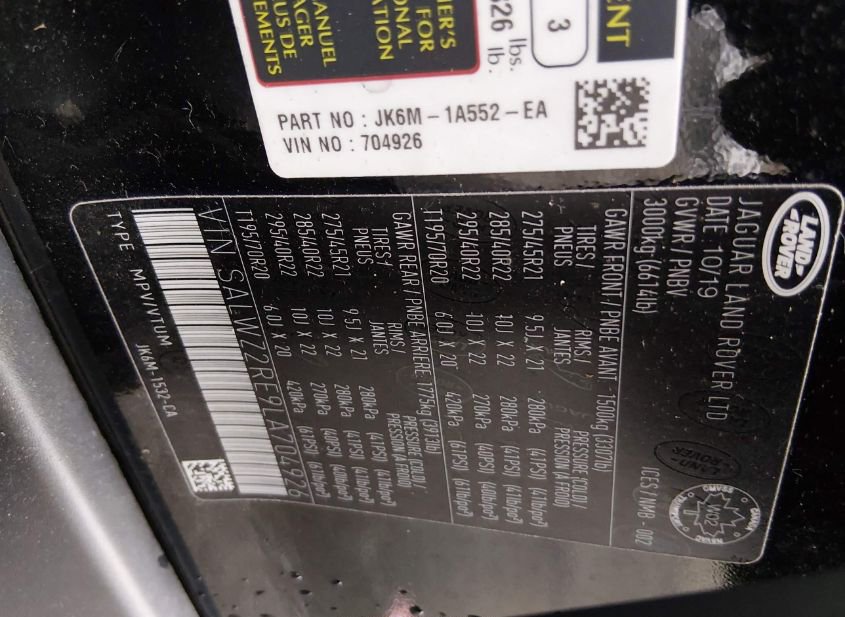 ER'S
FOR
ONAL
ATION
MANUEL
AGER
LUS DE
EMENTS
lbs.
lb
3
ENT
PART NO : JK6M - 1A552 - EA
VIN NO : 704926
LAND ROVER
JAGUAR LAND ROVER LTD
DATE 10/19
GVWR / PNBV
3000kg (6614lb)
ICES / NMB - 002
GAWR FRONT / PNBE AVANT 1500kg (3307lb)
TIRES / RIMS / PRESSION (COLD) /
PNEUS JANTES PRESSION (A FROID)
275/45R21 9.5J X 21 280kPa (41PSI) (41lb/po²)
285/40R22 10J X 22 280kPa (41PSI) (41lb/po²)
295/40R22 10J X 22 270kPa (40PSI) (40lb/po²)
T195/70R20 6.0J X 20 420kPa (61PSI) (61lb/po²)
GAWR REAR / PNBE ARRIERE 1775kg (3913lb)
TIRES / RIMS / PRESSURE (COLD) /
PNEUS JANTES PRESSION (A FROID)
275/45R21 9.5J X 21 280kPa (41PSI) (41lb/po²)
285/40R22 10J X 22 280kPa (41PSI) (41lb/po²)
295/40R22 10J X 22 270kPa (40PSI) (40lb/po²)
T195/70R20 6.0J X 20 420kPa (61PSI) (61lb/po²)
VIN SALWZ2RE9LA704926
TYPE MPV/VTUM
JK6M-1532-CA